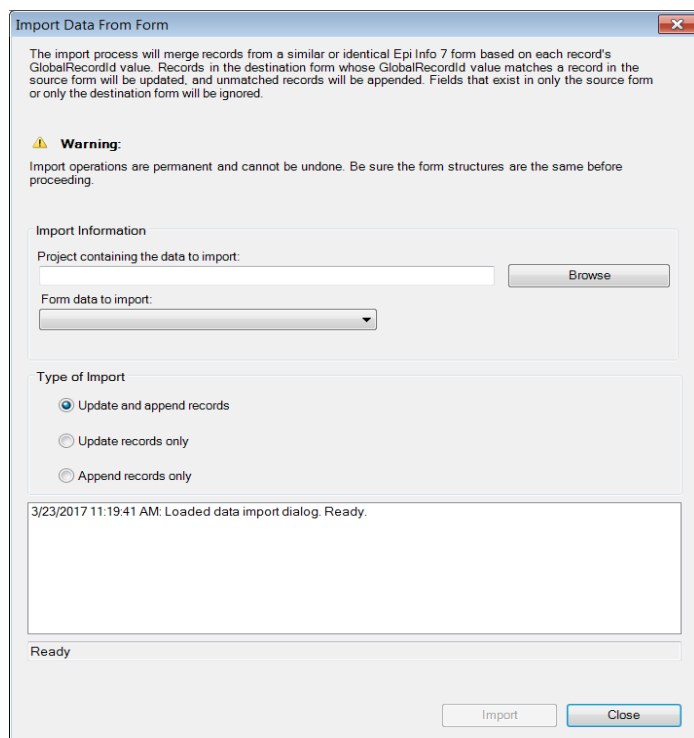 Import Data From Form
The import process will merge records from a similar or identical Epi Info 7 form based on each record's
GlobalRecordId value. Records in the destination form whose GlobalRecordId value matches a record in the
source form will be updated, and unmatched records will be appended. Fields that exist in only the source form
or only the destination form will be ignored.
Warning:
Import operations are permanent and cannot be undone. Be sure the form structures are the same before
proceeding.
Import Information
Project containing the data to import:
Browse
Form data to import:
Type of Import
Update and append records
Update records only
Append records only
3/23/2017 11:19:41 AM: Loaded data import dialog. Ready.
Ready
Import
Close